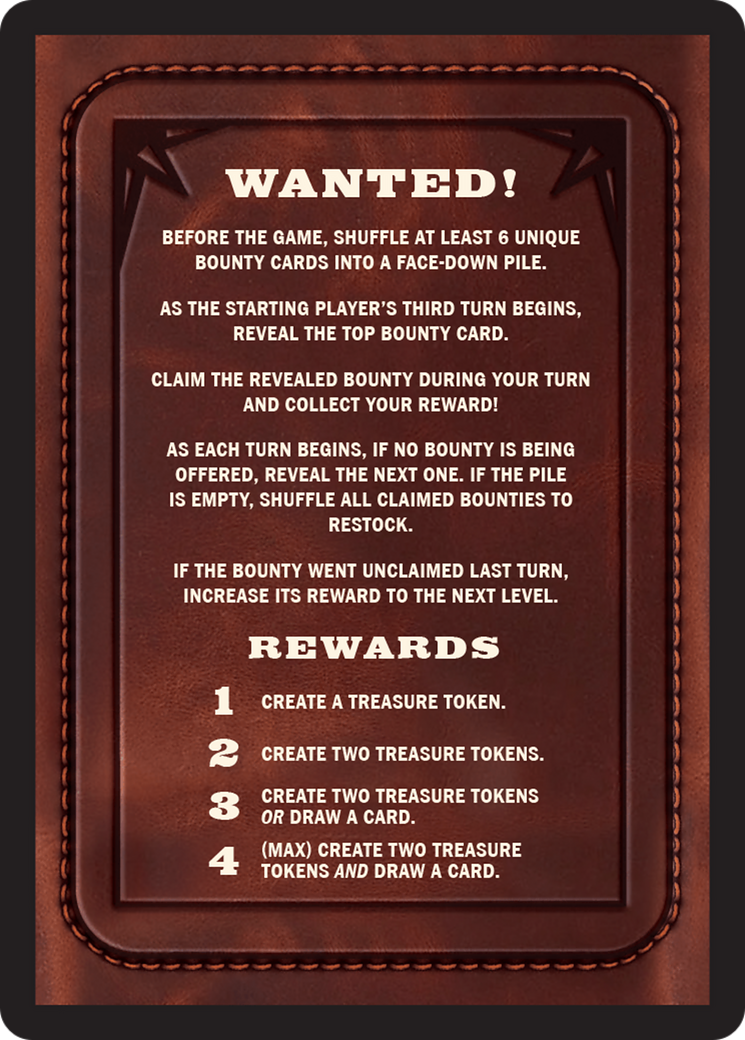 WANTED!
BEFORE THE GAME, SHUFFLE AT LEAST 6 UNIQUE
BOUNTY CARDS INTO A FACE-DOWN PILE.
AS THE STARTING PLAYER'S THIRD TURN BEGINS,
REVEAL THE TOP BOUNTY CARD.
CLAIM THE REVEALED BOUNTY DURING YOUR TURN
AND COLLECT YOUR REWARD!
AS EACH TURN BEGINS, IF NO BOUNTY IS BEING
OFFERED, REVEAL THE NEXT ONE. IF THE PILE
IS EMPTY, SHUFFLE ALL CLAIMED BOUNTIES TO
RESTOCK.
IF THE BOUNTY WENT UNCLAIMED LAST TURN,
INCREASE ITS REWARD TO THE NEXT LEVEL.
REWARDS
1 CREATE A TREASURE TOKEN.
2 CREATE TWO TREASURE TOKENS.
3 CREATE TWO TREASURE TOKENS
OR DRAW A CARD.
4 (MAX) CREATE TWO TREASURE
TOKENS AND DRAW A CARD.